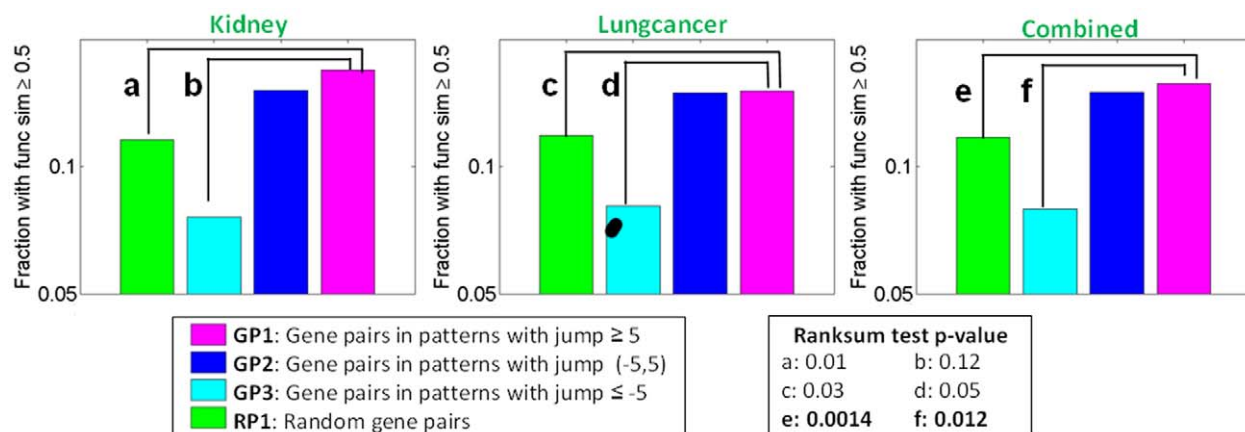 Kidney
Lungcancer
Combined
Fraction with func sim ≥ 0.5
0.1
0.05
a
b
Fraction with func sim ≥ 0.5
0.1
0.05
c
d
Fraction with func sim ≥ 0.5
0.1
0.05
e
f
GP1: Gene pairs in patterns with jump ≥ 5
GP2: Gene pairs in patterns with jump (-5,5)
GP3: Gene pairs in patterns with jump ≤ -5
RP1: Random gene pairs
Ranksum test p-value
a: 0.01 b: 0.12
c: 0.03 d: 0.05
e: 0.0014 f: 0.012